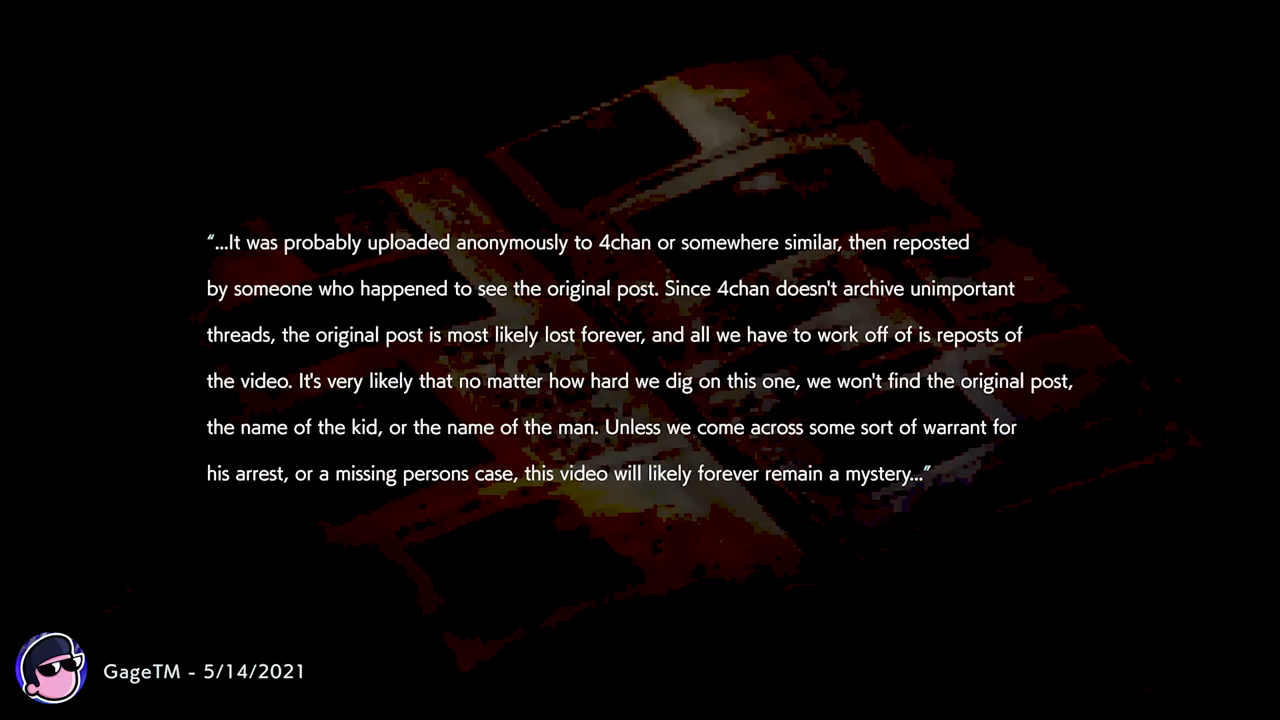 “...It was probably uploaded anonymously to 4chan or somewhere similar, then reposted
by someone who happened to see the original post. Since 4chan doesn't archive unimportant
threads, the original post is most likely lost forever, and all we have to work off of is reposts of
the video. It's very likely that no matter how hard we dig on this one, we won't find the original post,
the name of the kid, or the name of the man. Unless we come across some sort of warrant for
his arrest, or a missing persons case, this video will likely forever remain a mystery...”
GageTM - 5/14/2021